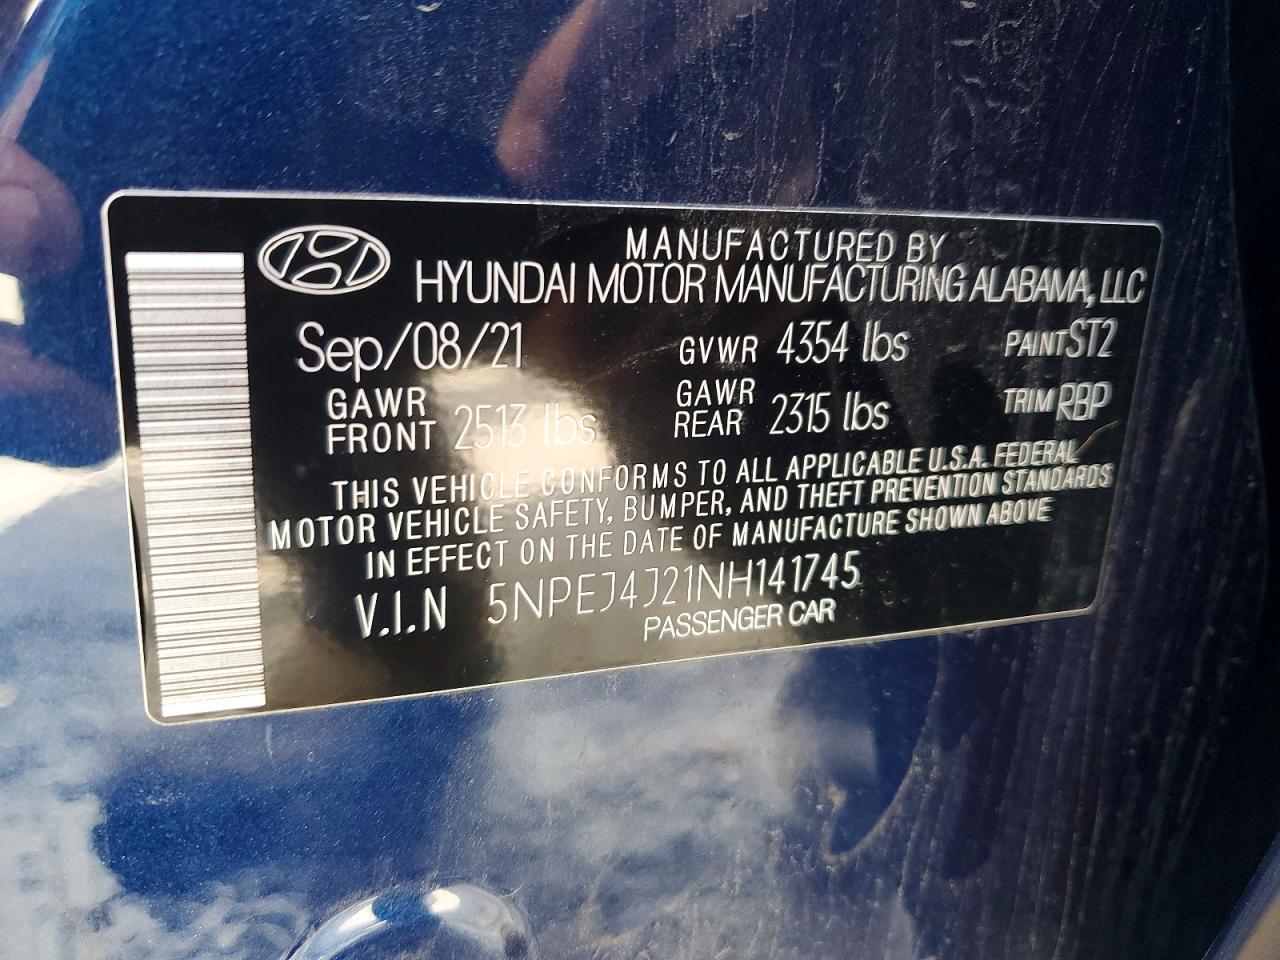 MANUFACTURED BY
HYUNDAI MOTOR MANUFACTURING ALABAMA, LLC
Sep/08/21 GVWR 4354 lbs PAINT ST2
GAWR FRONT 2513 lbs GAWR REAR 2315 lbs TRIM RBP
THIS VEHICLE CONFORMS TO ALL APPLICABLE U.S.A. FEDERAL
MOTOR VEHICLE SAFETY, BUMPER, AND THEFT PREVENTION STANDARDS
IN EFFECT ON THE DATE OF MANUFACTURE SHOWN ABOVE
V.I.N 5NPEJ4J21NH141745
PASSENGER CAR